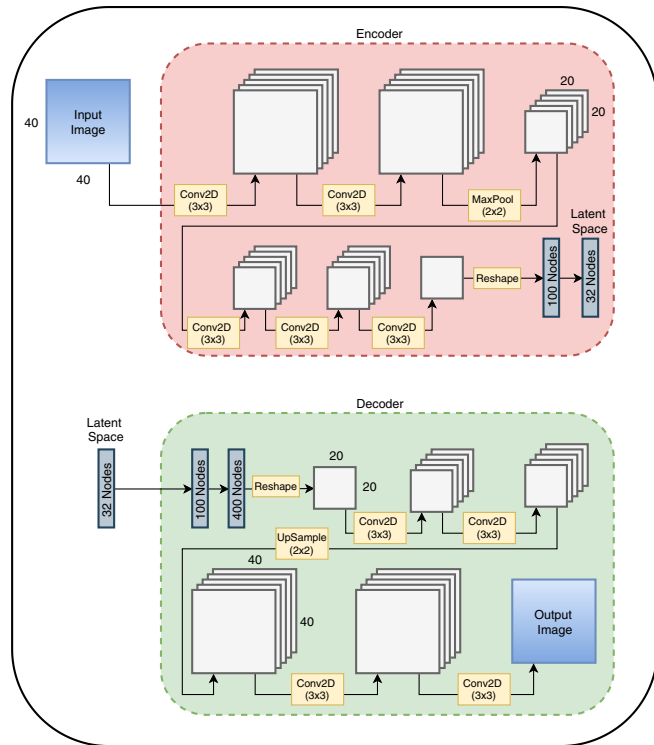 Encoder
Input
Image
40
40
Conv2D
(3x3)
Conv2D
(3x3)
MaxPool
(2x2)
20
20
Latent
Space
Conv2D
(3x3)
Conv2D
(3x3)
Conv2D
(3x3)
Reshape
100 Nodes
32 Nodes
Decoder
Latent
Space
32 Nodes
100 Nodes
400 Nodes
Reshape
20
20
Conv2D
(3x3)
Conv2D
(3x3)
UpSample
(2x2)
40
40
Conv2D
(3x3)
Conv2D
(3x3)
Output
Image